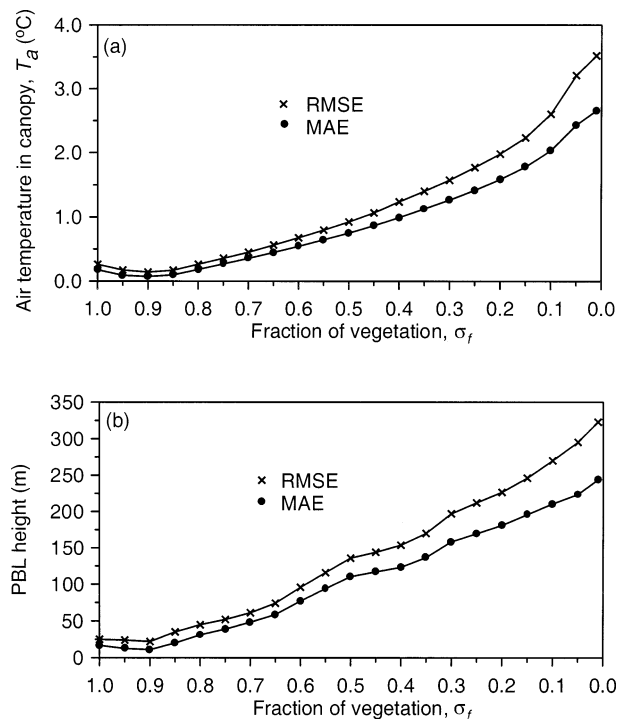 (a)
Air temperature in canopy, Ta (ºC)
4.0
3.0
2.0
1.0
0.0
RMSE
MAE
1.0 0.9 0.8 0.7 0.6 0.5 0.4 0.3 0.2 0.1 0.0
Fraction of vegetation, σf
(b)
PBL height (m)
350
300
250
200
150
100
50
0
RMSE
MAE
1.0 0.9 0.8 0.7 0.6 0.5 0.4 0.3 0.2 0.1 0.0
Fraction of vegetation, σf